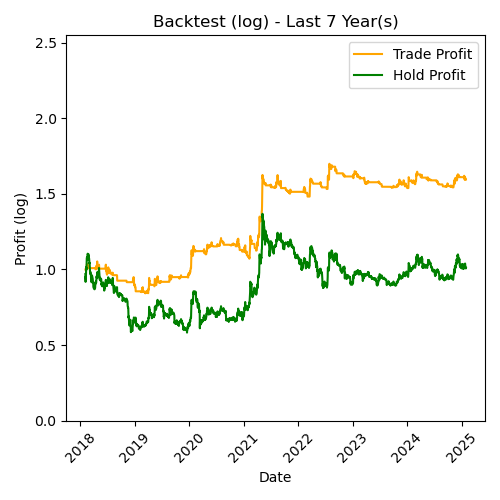 Backtest (log) - Last 7 Year(s)
Trade Profit
Hold Profit
Profit (log)
2.5
2.0
1.5
1.0
0.5
0.0
2018 2019 2020 2021 2022 2023 2024 2025
Date